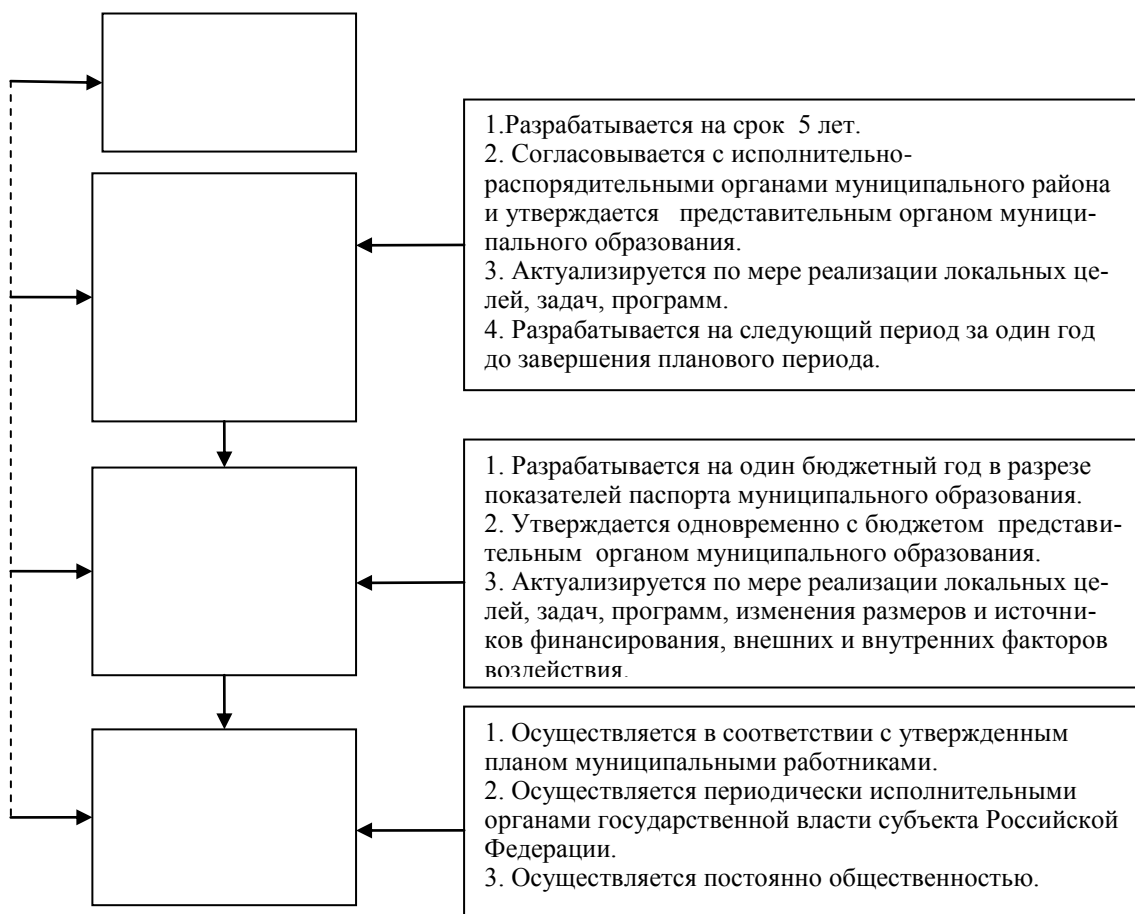 1.Разрабатывается на срок 5 лет.
2. Согласовывается с исполнительно-
распорядительными органами муниципального района
и утверждается представительным органом муници-
пального образования.
3. Актуализируется по мере реализации локальных це-
лей, задач, программ.
4. Разрабатывается на следующий период за один год
до завершения планового периода.
1. Разрабатывается на один бюджетный год в разрезе
показателей паспорта муниципального образования.
2. Утверждается одновременно с бюджетом представи-
тельным органом муниципального образования.
3. Актуализируется по мере реализации локальных це-
лей, задач, программ, изменения размеров и источни-
ков финансирования, внешних и внутренних факторов
воздействия.
1. Осуществляется в соответствии с утвержденным
планом муниципальными работниками.
2. Осуществляется периодически исполнительными
органами государственной власти субъекта Российской
Федерации.
3. Осуществляется постоянно общественностью.